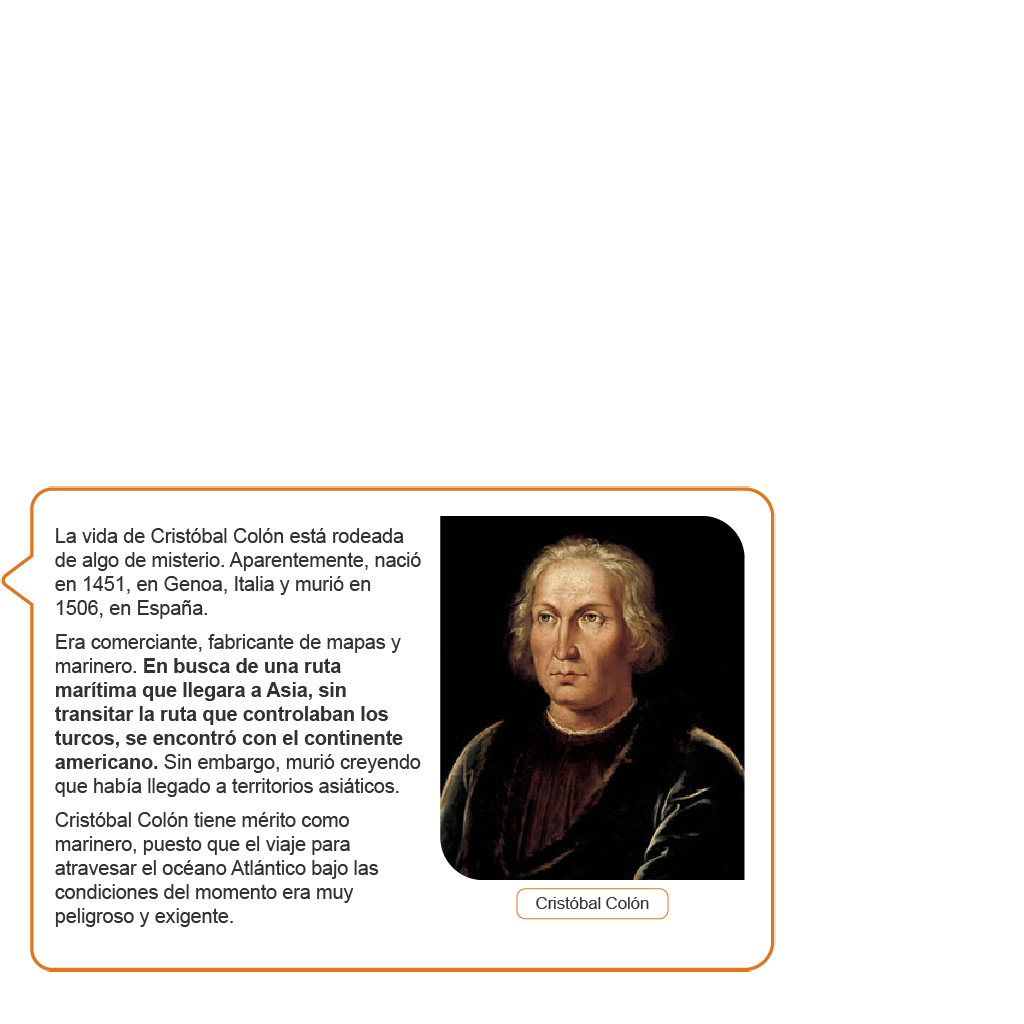 La vida de Cristóbal Colón está rodeada
de algo de misterio. Aparentemente, nació
en 1451, en Genoa, Italia y murió en
1506, en España.
Era comerciante, fabricante de mapas y
marinero. En busca de una ruta
marítima que llegara a Asia, sin
transitar la ruta que controlaban los
turcos, se encontró con el continente
americano. Sin embargo, murió creyendo
que había llegado a territorios asiáticos.
Cristóbal Colón tiene mérito como
marinero, puesto que el viaje para
atravesar el océano Atlántico bajo las
condiciones del momento era muy
peligroso y exigente.
Cristóbal Colón